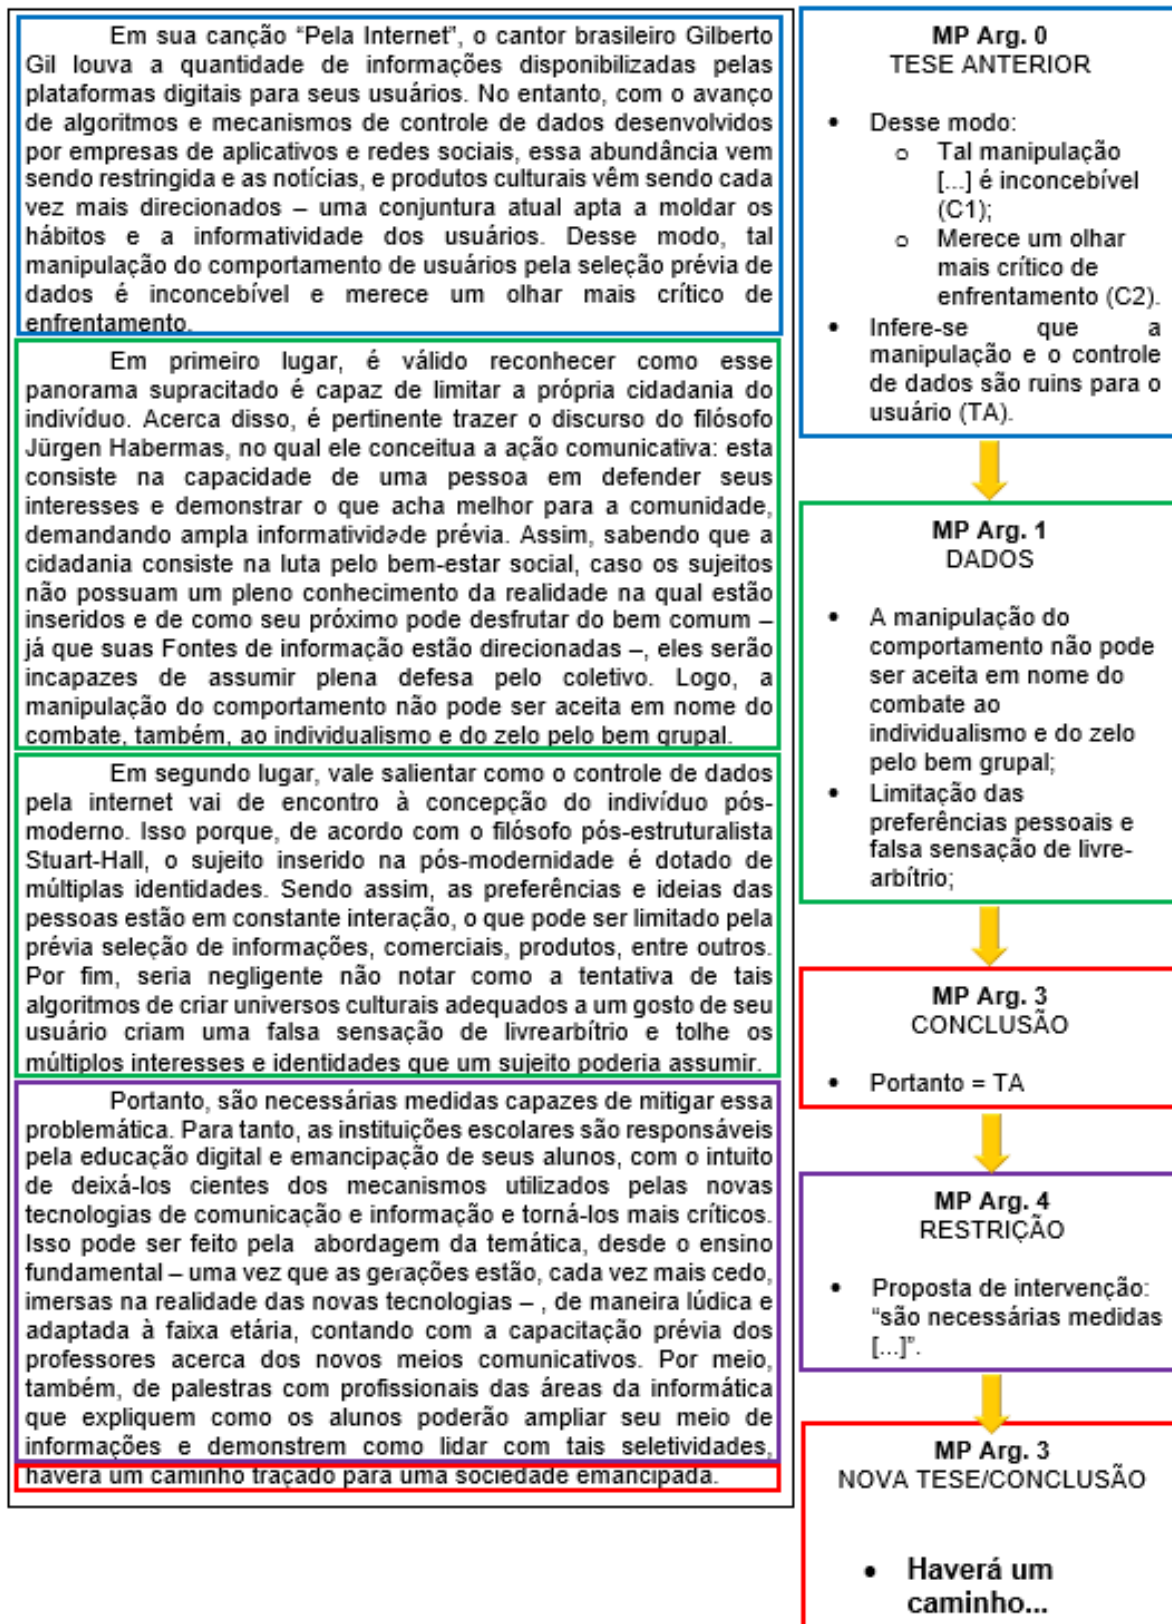 Em sua canção “Pela Internet”, o cantor brasileiro Gilberto
Gil louva a quantidade de informações disponibilizadas pelas
plataformas digitais para seus usuários. No entanto, com o avanço
de algoritmos e mecanismos de controle de dados desenvolvidos
por empresas de aplicativos e redes sociais, essa abundância vem
sendo restringida e as notícias, e produtos culturais vêm sendo cada
vez mais direcionados – uma conjuntura atual apta a moldar os
hábitos e a informatividade dos usuários. Desse modo, tal
manipulação do comportamento de usuários pela seleção prévia de
dados é inconcebível e merece um olhar mais crítico de
enfrentamento.
Em primeiro lugar, é válido reconhecer como esse
panorama supracitado é capaz de limitar a própria cidadania do
indivíduo. Acerca disso, é pertinente trazer o discurso do filósofo
Jürgen Habermas, no qual ele conceitua a ação comunicativa: esta
consiste na capacidade de uma pessoa em defender seus
interesses e demonstrar o que acha melhor para a comunidade,
demandando ampla informatividade prévia. Assim, sabendo que a
cidadania consiste na luta pelo bem-estar social, caso os sujeitos
não possuam um pleno conhecimento da realidade na qual estão
inseridos e de como seu próximo pode desfrutar do bem comum –
já que suas Fontes de informação estão direcionadas –, eles serão
incapazes de assumir plena defesa pelo coletivo. Logo, a
manipulação do comportamento não pode ser aceita em nome do
combate, também, ao individualismo e do zelo pelo bem grupal.
Em segundo lugar, vale salientar como o controle de dados
pela internet vai de encontro à concepção do indivíduo pós-
moderno. Isso porque, de acordo com o filósofo pós-estruturalista
Stuart-Hall, o sujeito inserido na pós-modernidade é dotado de
múltiplas identidades. Sendo assim, as preferências e ideias das
pessoas estão em constante interação, o que pode ser limitado pela
prévia seleção de informações, comerciais, produtos, entre outros.
Por fim, seria negligente não notar como a tentativa de tais
algoritmos de criar universos culturais adequados a um gosto de seu
usuário criam uma falsa sensação de livrearbítrio e tolhe os
múltiplos interesses e identidades que um sujeito poderia assumir.
Portanto, são necessárias medidas capazes de mitigar essa
problemática. Para tanto, as instituições escolares são responsáveis
pela educação digital e emancipação de seus alunos, com o intuito
de deixá-los cientes dos mecanismos utilizados pelas novas
tecnologias de comunicação e informação e torná-los mais críticos.
Isso pode ser feito pela abordagem da temática, desde o ensino
fundamental – uma vez que as gerações estão, cada vez mais cedo,
imersas na realidade das novas tecnologias – , de maneira lúdica e
adaptada à faixa etária, contando com a capacitação prévia dos
professores acerca dos novos meios comunicativos. Por meio,
também, de palestras com profissionais das áreas da informática
que expliquem como os alunos poderão ampliar seu meio de
informações e demonstrem como lidar com tais seletividades,
haverá um caminho traçado para uma sociedade emancipada.
MP Arg. 0
TESE ANTERIOR
• Desse modo:
o Tal manipulação
[...] é inconcebível
(C1);
o Merece um olhar
mais crítico de
enfrentamento (C2).
• Infere-se que a
manipulação e o controle
de dados são ruins para o
usuário (TA).
MP Arg. 1
DADOS
• A manipulação do
comportamento não pode
ser aceita em nome do
combate ao
individualismo e do zelo
pelo bem grupal;
• Limitação das
preferências pessoais e
falsa sensação de livre-
arbítrio;
MP Arg. 3
CONCLUSÃO
• Portanto = TA
MP Arg. 4
RESTRIÇÃO
• Proposta de intervenção:
“são necessárias medidas
[...]”.
MP Arg. 3
NOVA TESE/CONCLUSÃO
• Haverá um
caminho...